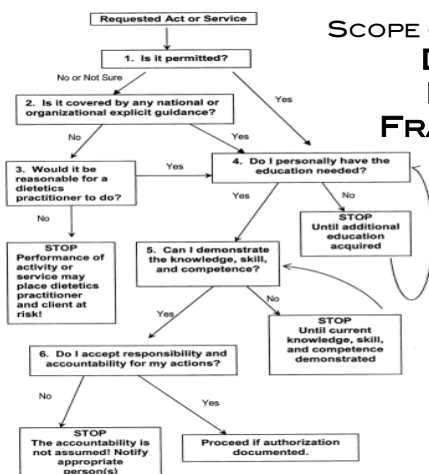 Requested Act or Service
SCOPE
1. Is it permitted?
No or Not Sure
Yes
2. Is it covered by any national or
organizational explicit guidance?
No
Yes
3. Would it be
reasonable for a
dietetics
practitioner to do?
Yes
4. Do I personally have the
education needed?
No
Yes
No
STOP
Performance of
activity or
service may
place dietetics
practitioner
and client at
risk!
STOP
Until additional
education
acquired
5. Can I demonstrate
the knowledge, skill,
and competence?
Yes
No
STOP
Until current
knowledge, skill,
and competence
demonstrated
6. Do I accept responsibility and
accountability for my actions?
No
Yes
STOP
The accountability is
not assumed! Notify
appropriate
person(s)
Proceed if authorization
documented.